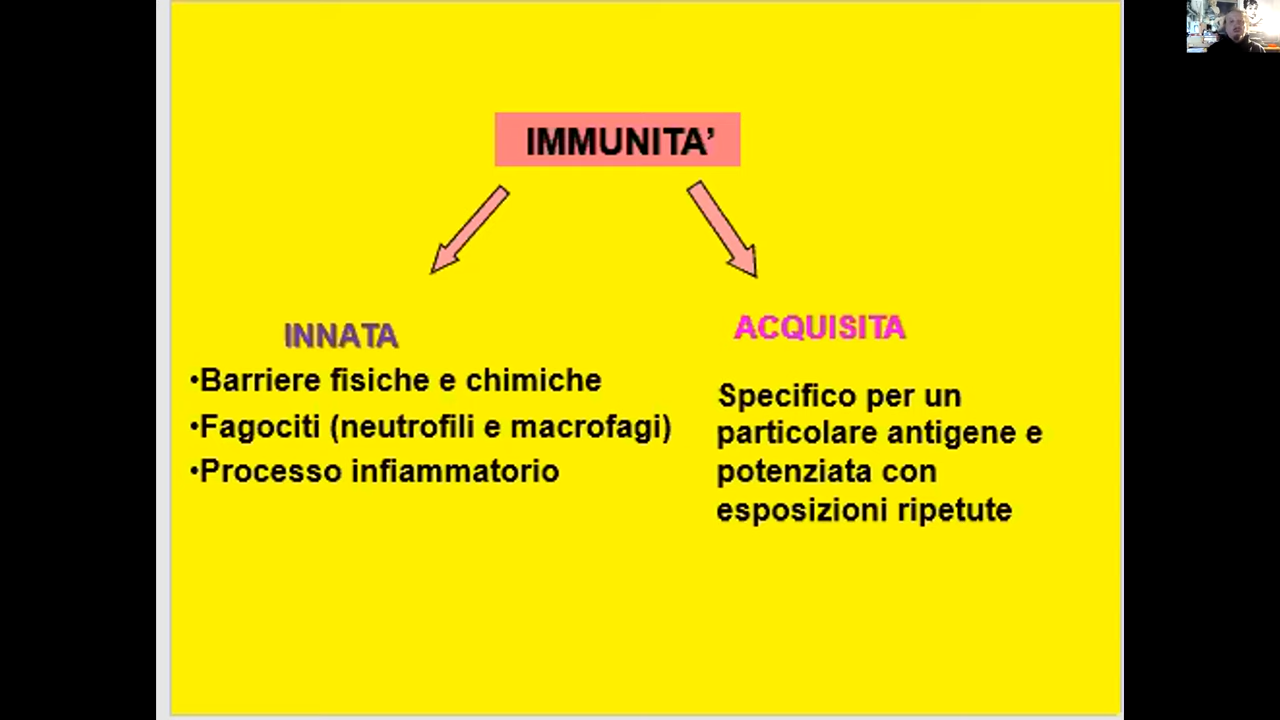 IMMUNITA’
INNATA
•Barriere fisiche e chimiche
•Fagociti (neutrofili e macrofagi)
•Processo infiammatorio
ACQUISITA
Specifico per un
particolare antigene e
potenziata con
esposizioni ripetute